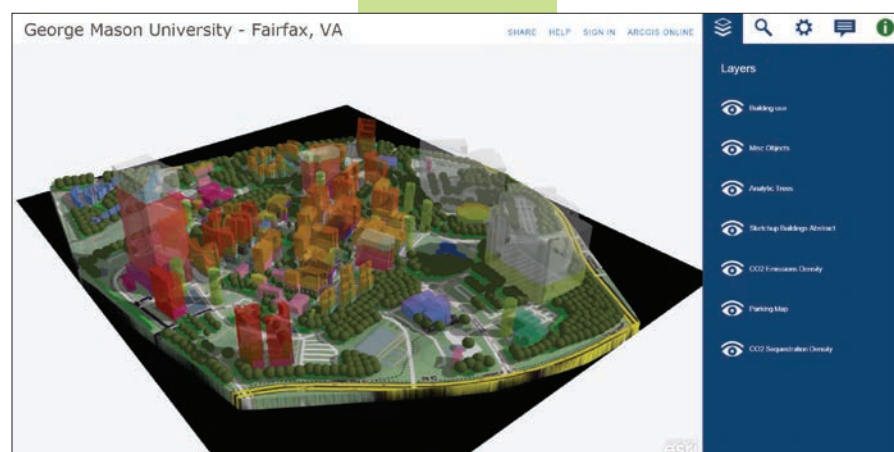 George Mason University - Fairfax, VA
SHARE HELP SIGN IN ARCGIS ONLINE
Layers
Building use
Misc Objects
Analytic Trees
Sketchup Buildings Abstract
CO2 Emissions Density
Parking Map
CO2 Sequestration Density
esri